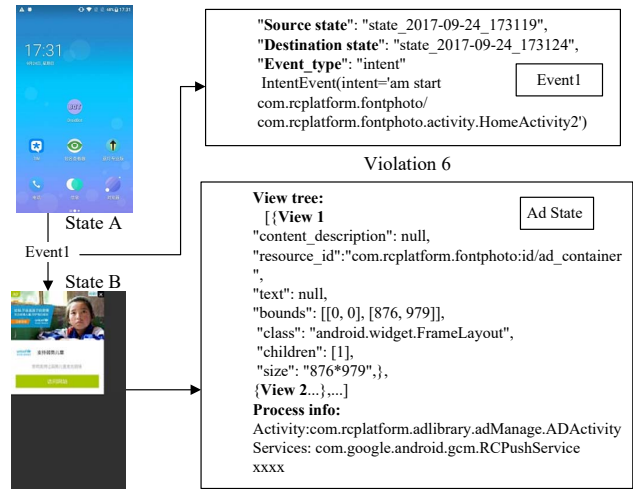 17:31
"Source state": "state_2017-09-24_173119",
"Destination state": "state_2017-09-24_173124",
"Event_type": "intent"
IntentEvent(intent='am start
com.rcplatform.fontphoto/
com.rcplatform.fontphoto.activity.HomeActivity2')
Event1
Violation 6
State A
Event1
State B
View tree:
[{View 1
"content_description": null,
"resource_id":"com.rcplatform.fontphoto:id/ad_container
",
"text": null,
"bounds": [[0, 0], [876, 979]],
"class": "android.widget.FrameLayout",
"children": [1],
"size": "876*979",},
{View 2...},...]
Process info:
Activity:com.rcplatform.adlibrary.adManage.ADActivity
Services: com.google.android.gcm.RCPushService
xxxx
Ad State